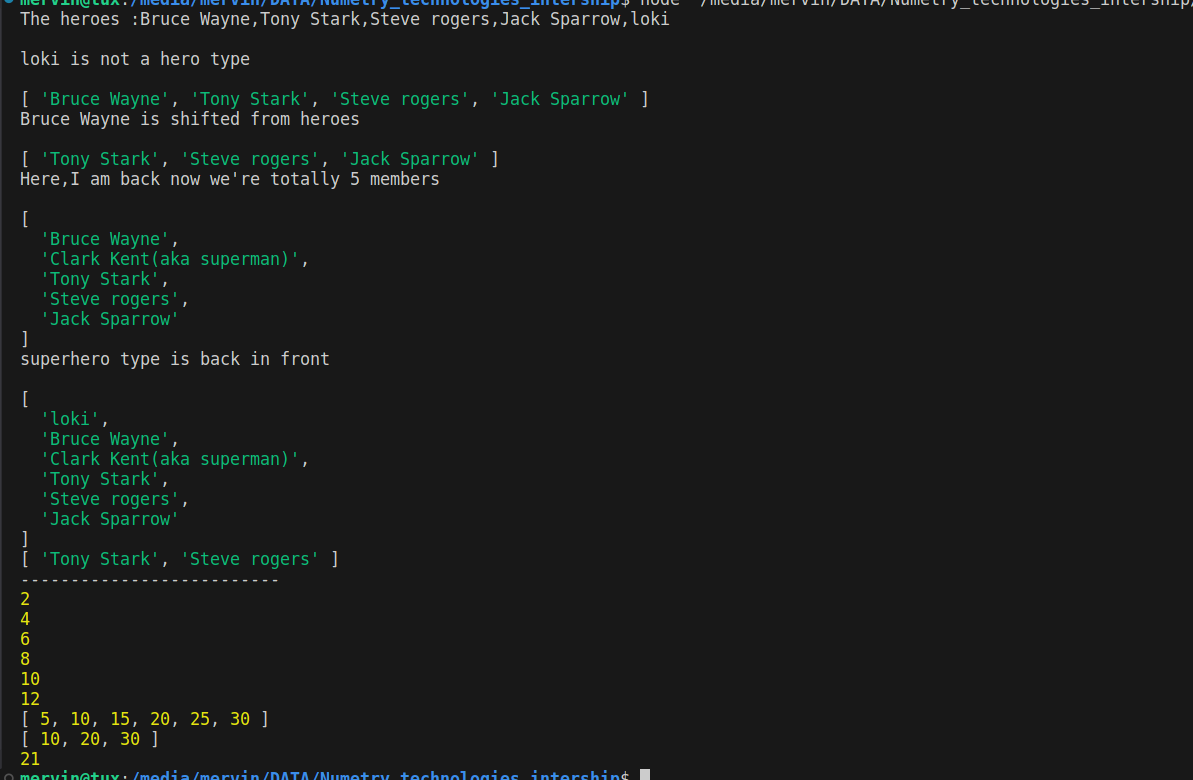 mervin@tux:/media/mervin/DATA/Numetry_technologies_intership$ node "/media/mervin/DATA/Numetry_technologies_intership/
The heroes :Bruce Wayne,Tony Stark,Steve rogers,Jack Sparrow,loki
loki is not a hero type
[ 'Bruce Wayne', 'Tony Stark', 'Steve rogers', 'Jack Sparrow' ]
Bruce Wayne is shifted from heroes
[ 'Tony Stark', 'Steve rogers', 'Jack Sparrow' ]
Here,I am back now we're totally 5 members
[
'Bruce Wayne',
'Clark Kent(aka superman)',
'Tony Stark',
'Steve rogers',
'Jack Sparrow'
]
superhero type is back in front
[
'loki',
'Bruce Wayne',
'Clark Kent(aka superman)',
'Tony Stark',
'Steve rogers',
'Jack Sparrow'
]
[ 'Tony Stark', 'Steve rogers' ]
--------------------------
2
4
6
8
10
12
[ 5, 10, 15, 20, 25, 30 ]
[ 10, 20, 30 ]
21
mervin@tux:/media/mervin/DATA/Numetry_technologies_intership$